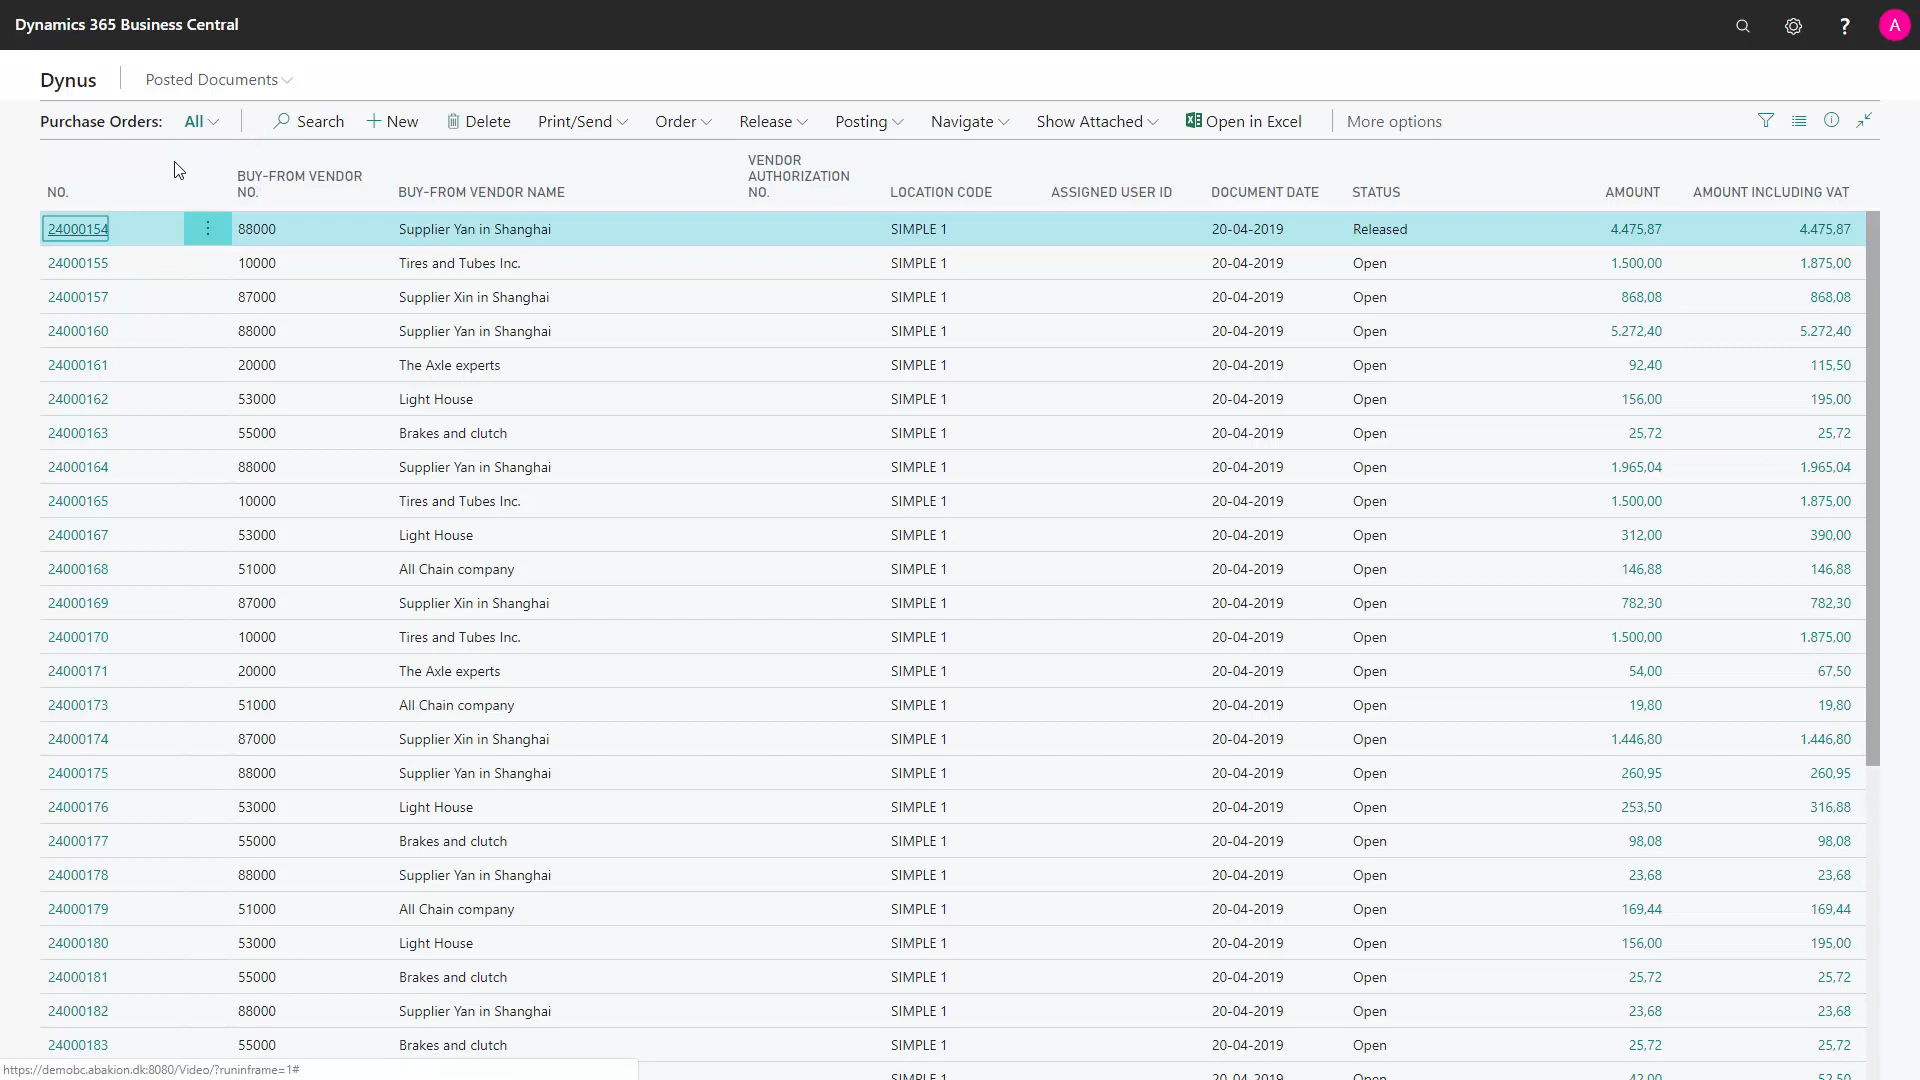 Dynamics 365 Business Central
? A
Dynus Posted Documents
Purchase Orders: All Search New Delete Print/Send Order Release Posting Navigate Show Attached Open in Excel More options
NO. BUY-FROM VENDOR NO. BUY-FROM VENDOR NAME VENDOR AUTHORIZATION NO. LOCATION CODE ASSIGNED USER ID DOCUMENT DATE STATUS AMOUNT AMOUNT INCLUDING VAT
24000154 88000 Supplier Yan in Shanghai SIMPLE 1 20-04-2019 Released 4.475,87 4.475,87
24000155 10000 Tires and Tubes Inc. SIMPLE 1 20-04-2019 Open 1.500,00 1.875,00
24000157 87000 Supplier Xin in Shanghai SIMPLE 1 20-04-2019 Open 868,08 868,08
24000160 88000 Supplier Yan in Shanghai SIMPLE 1 20-04-2019 Open 5.272,40 5.272,40
24000161 20000 The Axle experts SIMPLE 1 20-04-2019 Open 92,40 115,50
24000162 53000 Light House SIMPLE 1 20-04-2019 Open 156,00 195,00
24000163 55000 Brakes and clutch SIMPLE 1 20-04-2019 Open 25,72 25,72
24000164 88000 Supplier Yan in Shanghai SIMPLE 1 20-04-2019 Open 1.965,04 1.965,04
24000165 10000 Tires and Tubes Inc. SIMPLE 1 20-04-2019 Open 1.500,00 1.875,00
24000167 53000 Light House SIMPLE 1 20-04-2019 Open 312,00 390,00
24000168 51000 All Chain company SIMPLE 1 20-04-2019 Open 146,88 146,88
24000169 87000 Supplier Xin in Shanghai SIMPLE 1 20-04-2019 Open 782,30 782,30
24000170 10000 Tires and Tubes Inc. SIMPLE 1 20-04-2019 Open 1.500,00 1.875,00
24000171 20000 The Axle experts SIMPLE 1 20-04-2019 Open 54,00 67,50
24000173 51000 All Chain company SIMPLE 1 20-04-2019 Open 19,80 19,80
24000174 87000 Supplier Xin in Shanghai SIMPLE 1 20-04-2019 Open 1.446,80 1.446,80
24000175 88000 Supplier Yan in Shanghai SIMPLE 1 20-04-2019 Open 260,95 260,95
24000176 53000 Light House SIMPLE 1 20-04-2019 Open 253,50 316,88
24000177 55000 Brakes and clutch SIMPLE 1 20-04-2019 Open 98,08 98,08
24000178 88000 Supplier Yan in Shanghai SIMPLE 1 20-04-2019 Open 23,68 23,68
24000179 51000 All Chain company SIMPLE 1 20-04-2019 Open 169,44 169,44
24000180 53000 Light House SIMPLE 1 20-04-2019 Open 156,00 195,00
24000181 55000 Brakes and clutch SIMPLE 1 20-04-2019 Open 25,72 25,72
24000182 88000 Supplier Yan in Shanghai SIMPLE 1 20-04-2019 Open 23,68 23,68
24000183 55000 Brakes and clutch SIMPLE 1 20-04-2019 Open 25,72 25,72
https://demobc.abakion.dk:8080/Video/?runinframe=1#
SIMPLE 1 20-04-2019 Open 42,00 52,50